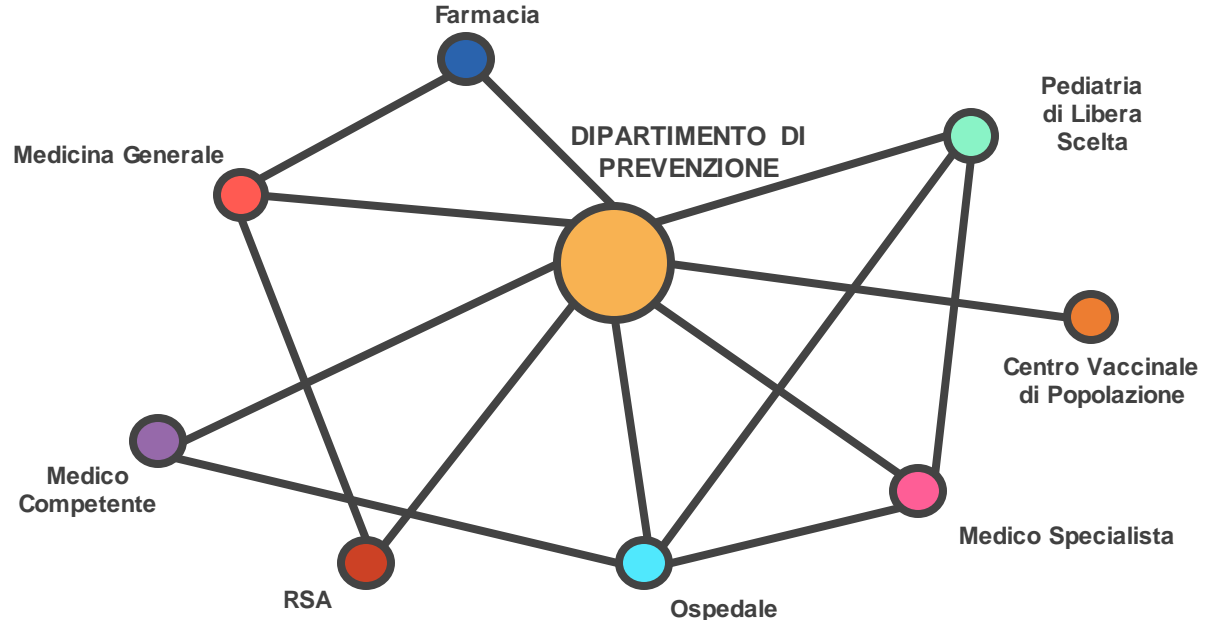 Farmacia
Pediatria
di Libera
Scelta
DIPARTIMENTO DI
PREVENZIONE
Medicina Generale
Centro Vaccinale
di Popolazione
Medico
Competente
Medico Specialista
RSA
Ospedale